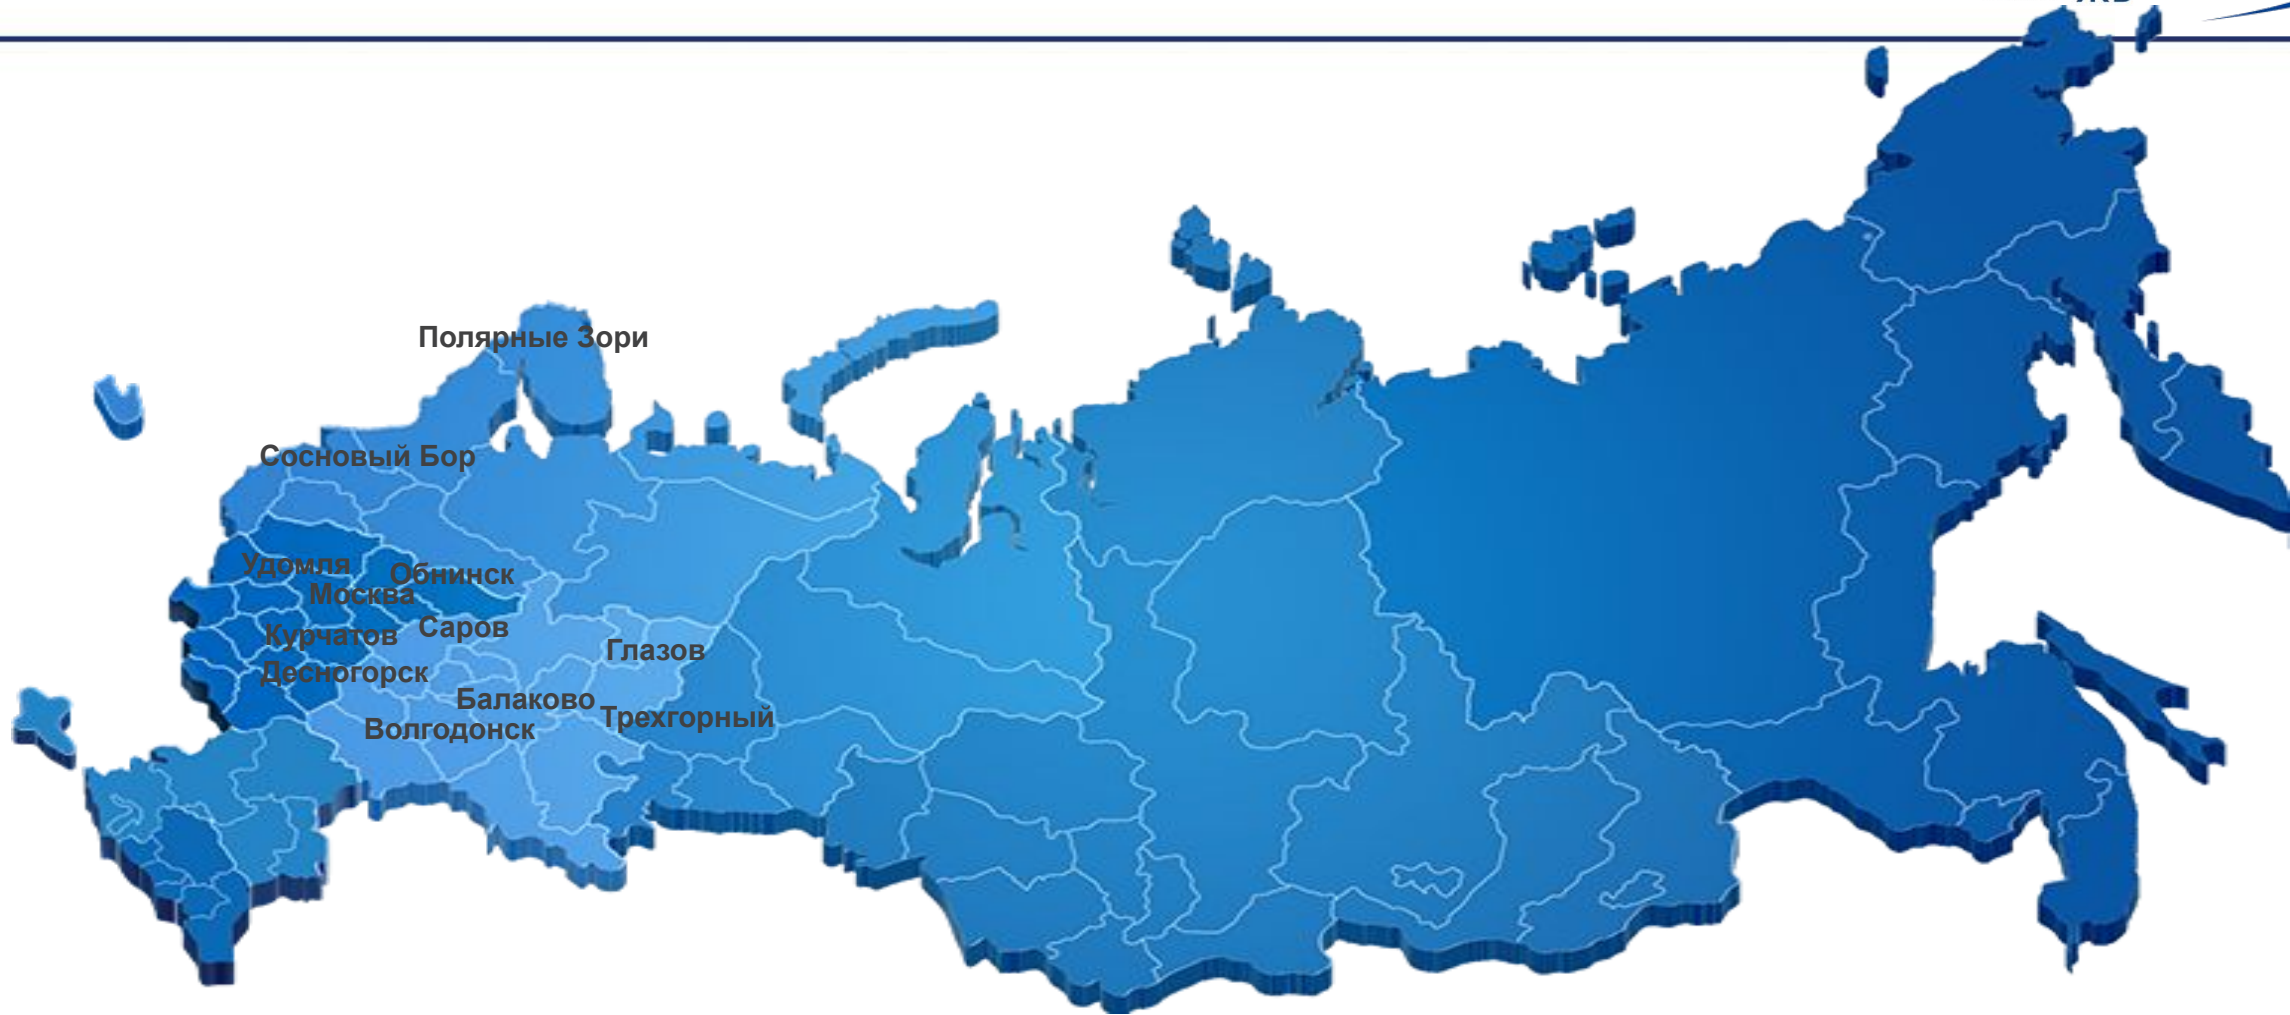 Полярные Зори
Сосновый Бор
Удомля
Обнинск
Москва
Саров
Курчатов
Глазов
Десногорск
Балаково
Трехгорный
Волгодонск